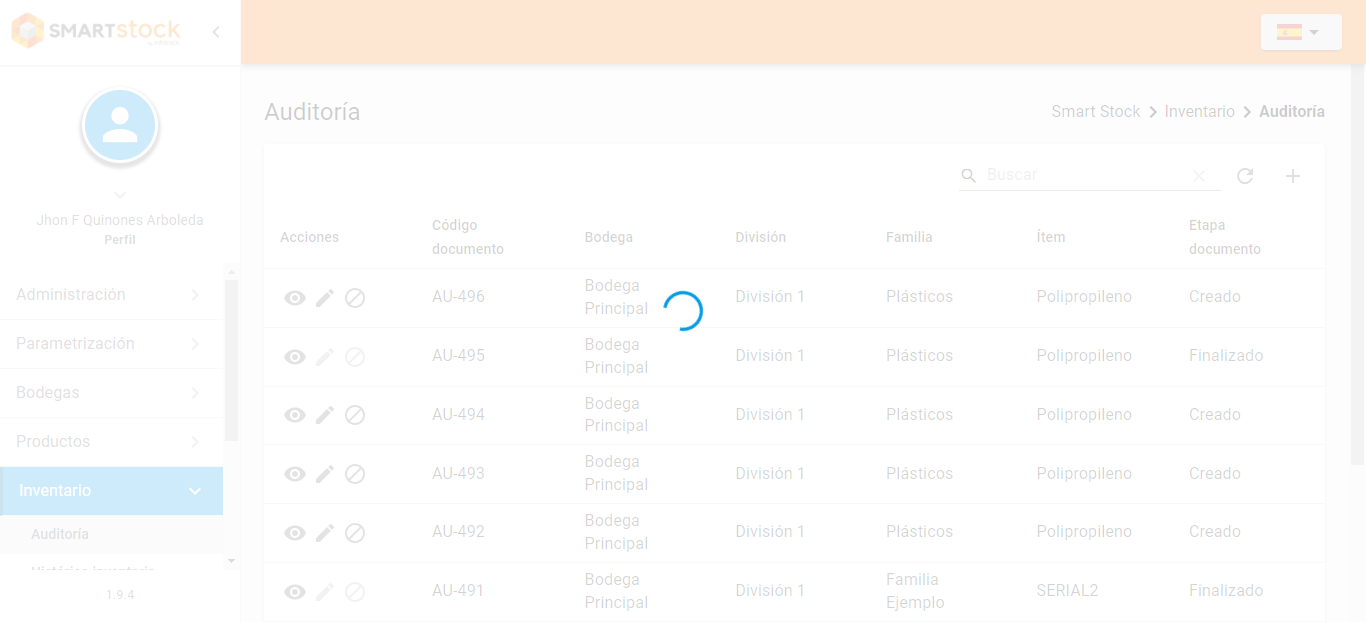 SMARTstock
Auditoría
Smart Stock
Inventario
Auditoría
Jhon F Quinones Arboleda
Perfil
Administración
Parametrización
Bodegas
Productos
Inventario
Auditoría
Histórico inventario
1.9.4
Buscar
Acciones
Código
documento
Bodega
División
Familia
Ítem
Etapa
documento
AU-496
Bodega
Principal
División 1
Plásticos
Polipropileno
Creado
AU-495
Bodega
Principal
División 1
Plásticos
Polipropileno
Finalizado
AU-494
Bodega
Principal
División 1
Plásticos
Polipropileno
Creado
AU-493
Bodega
Principal
División 1
Plásticos
Polipropileno
Creado
AU-492
Bodega
Principal
División 1
Plásticos
Polipropileno
Creado
AU-491
Bodega
Principal
División 1
Familia
Ejemplo
SERIAL2
Finalizado